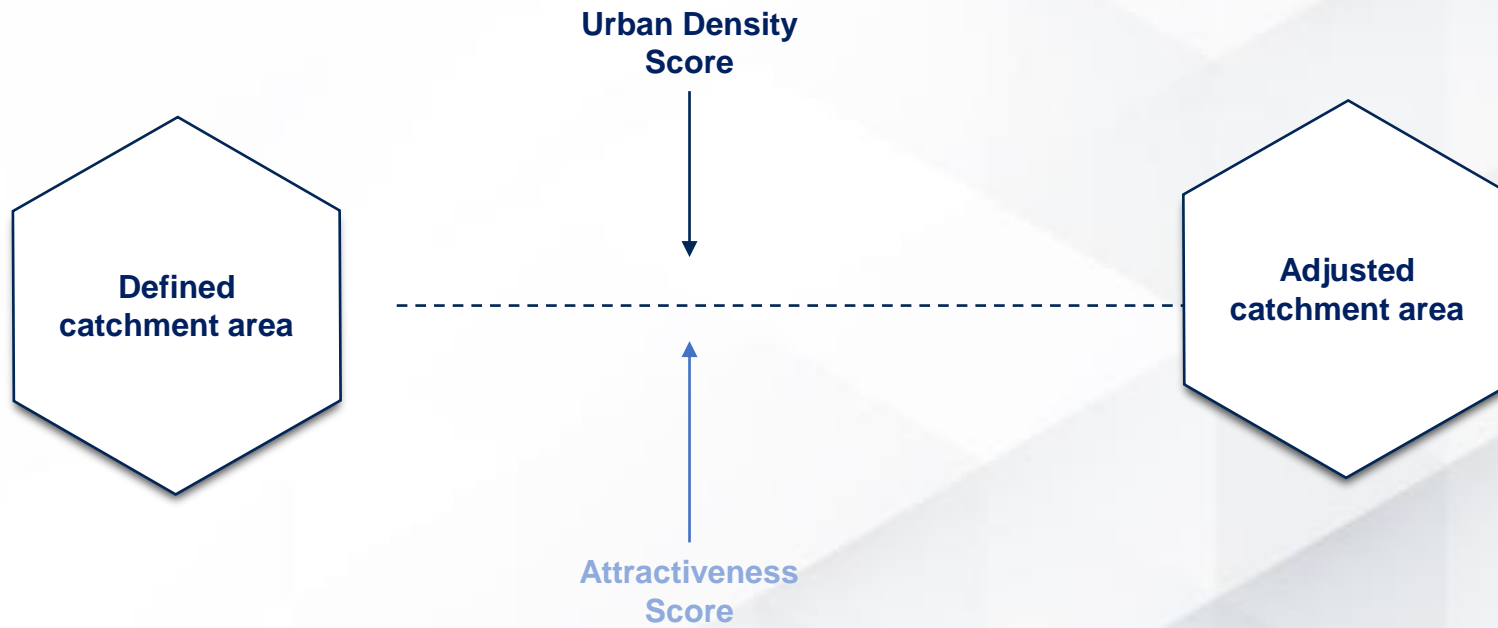 Urban Density
Score
Defined
catchment area
Adjusted
catchment area
Attractiveness
Score